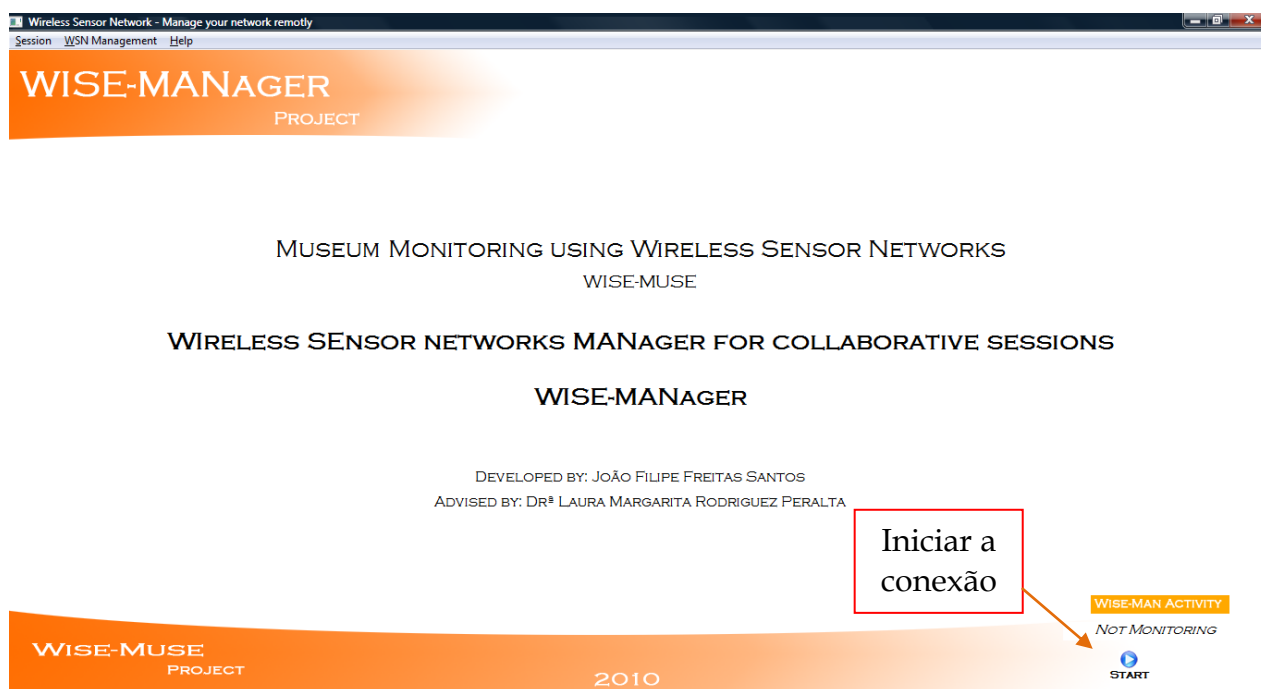 Wireless Sensor Network - Manage your network remotly
Session WSN Management Help
WISE-MANAGER
PROJECT
MUSEUM MONITORING USING WIRELESS SENSOR NETWORKS
WISE-MUSE
WIRELESS SENSOR NETWORKS MANAGER FOR COLLABORATIVE SESSIONS
WISE-MANAGER
DEVELOPED BY: JOÃO FILIPE FREITAS SANTOS
ADVISED BY: DRª LAURA MARGARITA RODRIGUEZ PERALTA
Iniciar a
conexão
WISE-MAN ACTIVITY
NOT MONITORING
START
WISE-MUSE
PROJECT
2010